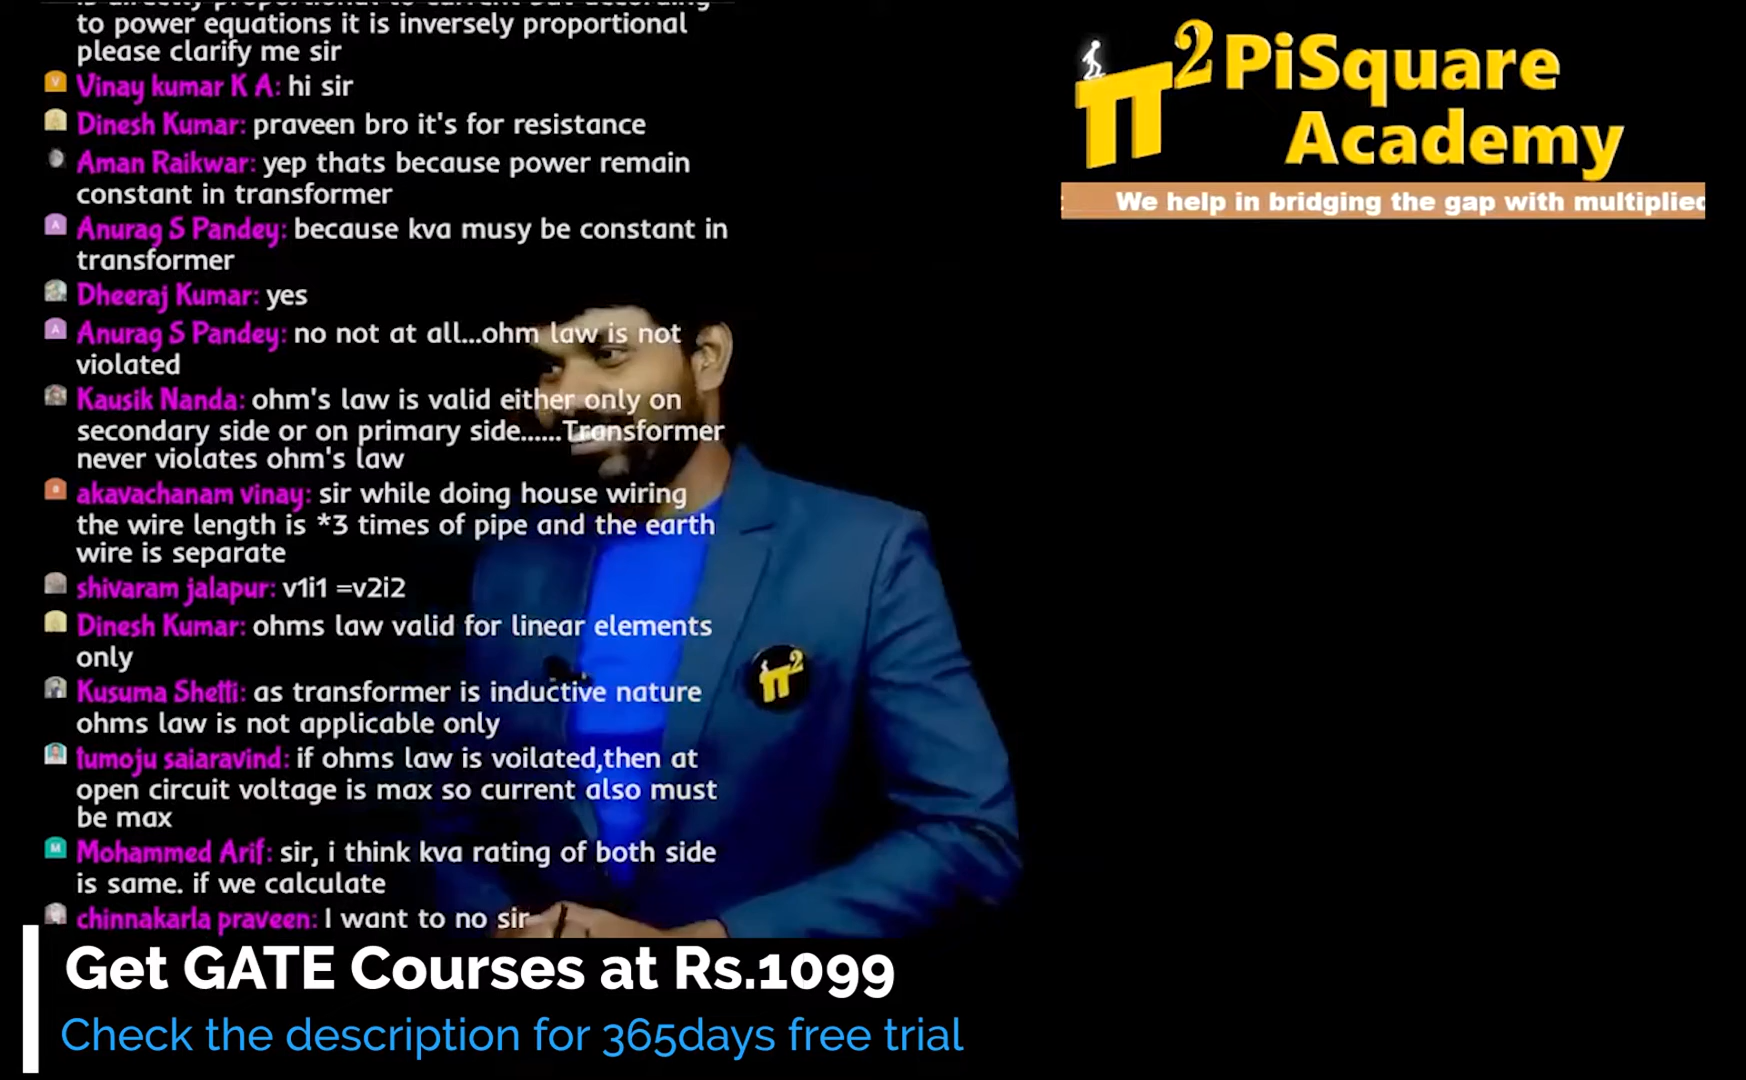 is directly proportional to current but according
to power equations it is inversely proportional
please clarify me sir
Vinay kumar K A: hi sir
Dinesh Kumar: praveen bro it's for resistance
Aman Raikwar: yep thats because power remain
constant in transformer
Anurag S Pandey: because kva musy be constant in
transformer
Dheeraj Kumar: yes
Anurag S Pandey: no not at all...ohm law is not
violated
Kausik Nanda: ohm's law is valid either only on
secondary side or on primary side......Transformer
never violates ohm's law
akavachanam vinay: sir while doing house wiring
the wire length is *3 times of pipe and the earth
wire is separate
shivaram jalapur: v1i1 =v2i2
Dinesh Kumar: ohms law valid for linear elements
only
Kusuma Shetti: as transformer is inductive nature
ohms law is not applicable only
tumoju saiaravind: if ohms law is voilated,then at
open circuit voltage is max so current also must
be max
Mohammed Arif: sir, i think kva rating of both side
is same. if we calculate
chinnakarla praveen: I want to no sir
Get GATE Courses at Rs.1099
Check the description for 365days free trial
π2 PiSquare
Academy
We help in bridging the gap with multiplied
π2